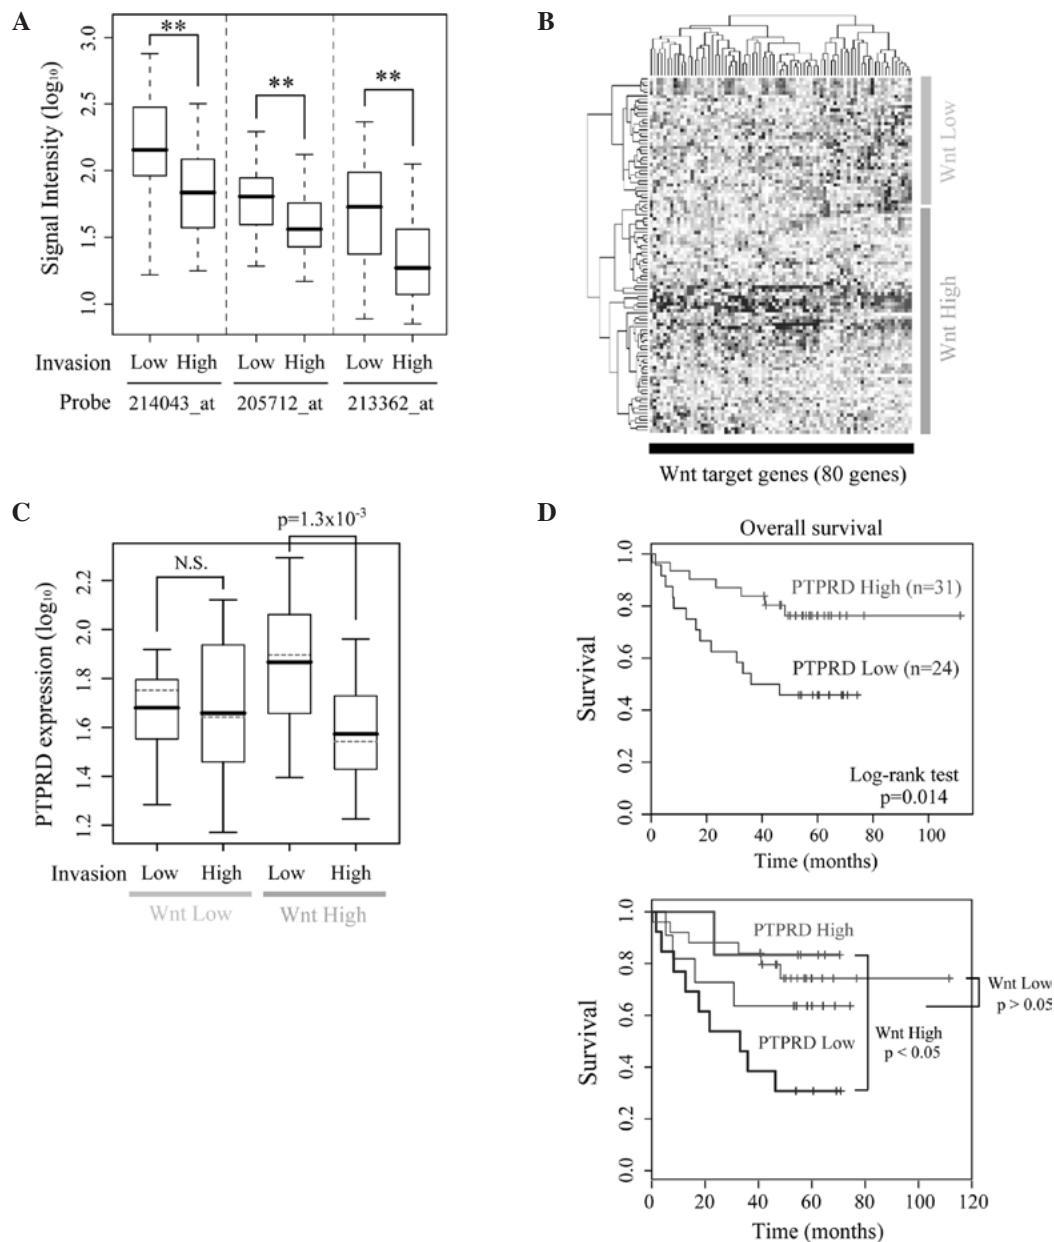 A
Signal Intensity (log10)
3.0
2.5
2.0
1.5
1.0
**
**
**
Invasion Low High Low High Low High
Probe 214043_at 205712_at 213362_at
B
Wnt Low
Wnt High
Wnt target genes (80 genes)
C
PTPRD expression (log10)
2.2
2.0
1.8
1.6
1.4
1.2
N.S.
p=1.3x10-3
Invasion Low High Low High
Wnt Low Wnt High
D
Overall survival
Survival
1.0
0.8
0.6
0.4
0.2
0.0
PTPRD High (n=31)
PTPRD Low (n=24)
Log-rank test
p=0.014
0 20 40 60 80 100
Time (months)
Survival
1.0
0.8
0.6
0.4
0.2
0.0
PTPRD High
PTPRD Low
Wnt High
p < 0.05
Wnt Low
p > 0.05
0 20 40 60 80 100 120
Time (months)